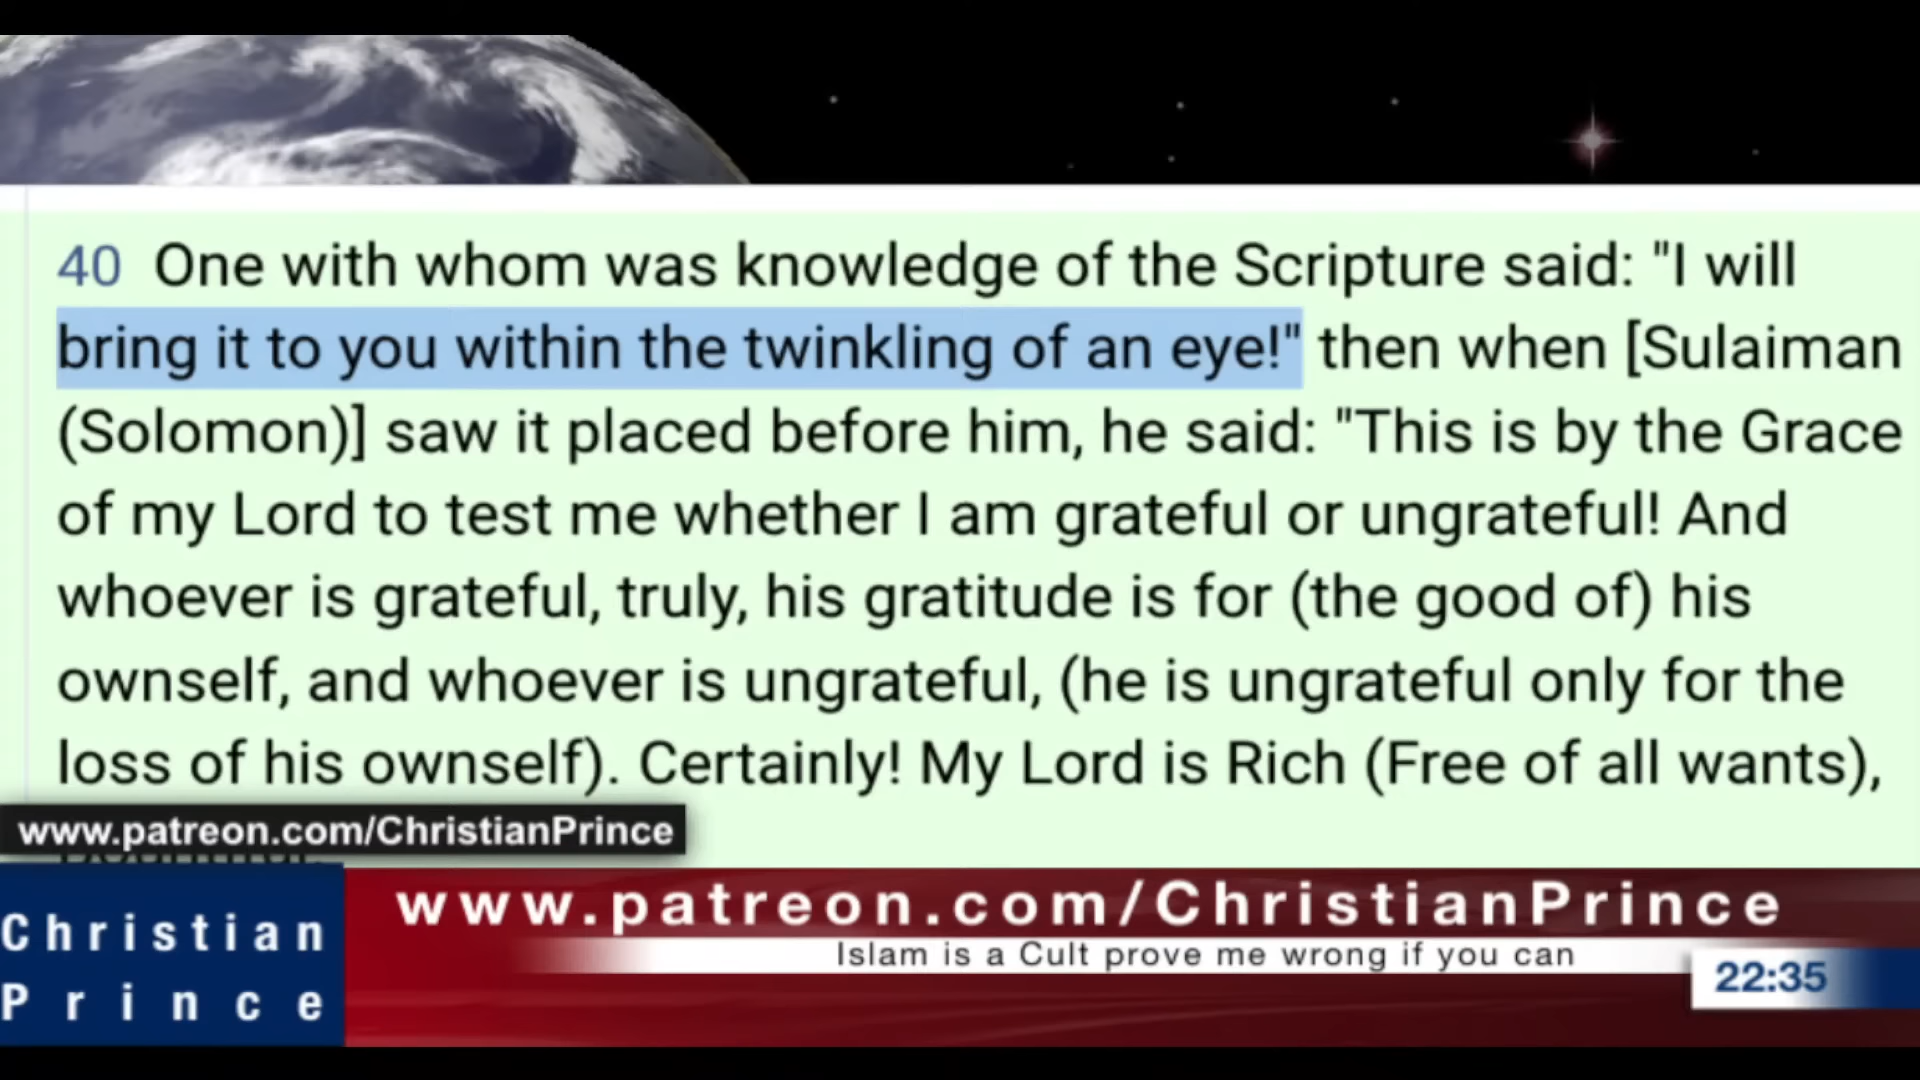 40 One with whom was knowledge of the Scripture said: "I will
bring it to you within the twinkling of an eye!" then when [Sulaiman
(Solomon)] saw it placed before him, he said: "This is by the Grace
of my Lord to test me whether I am grateful or ungrateful! And
whoever is grateful, truly, his gratitude is for (the good of) his
ownself, and whoever is ungrateful, (he is ungrateful only for the
loss of his ownself). Certainly! My Lord is Rich (Free of all wants),
www.patreon.com/ChristianPrince
Christian
Prince
www.patreon.com/ChristianPrince
Islam is a Cult prove me wrong if you can
22:35